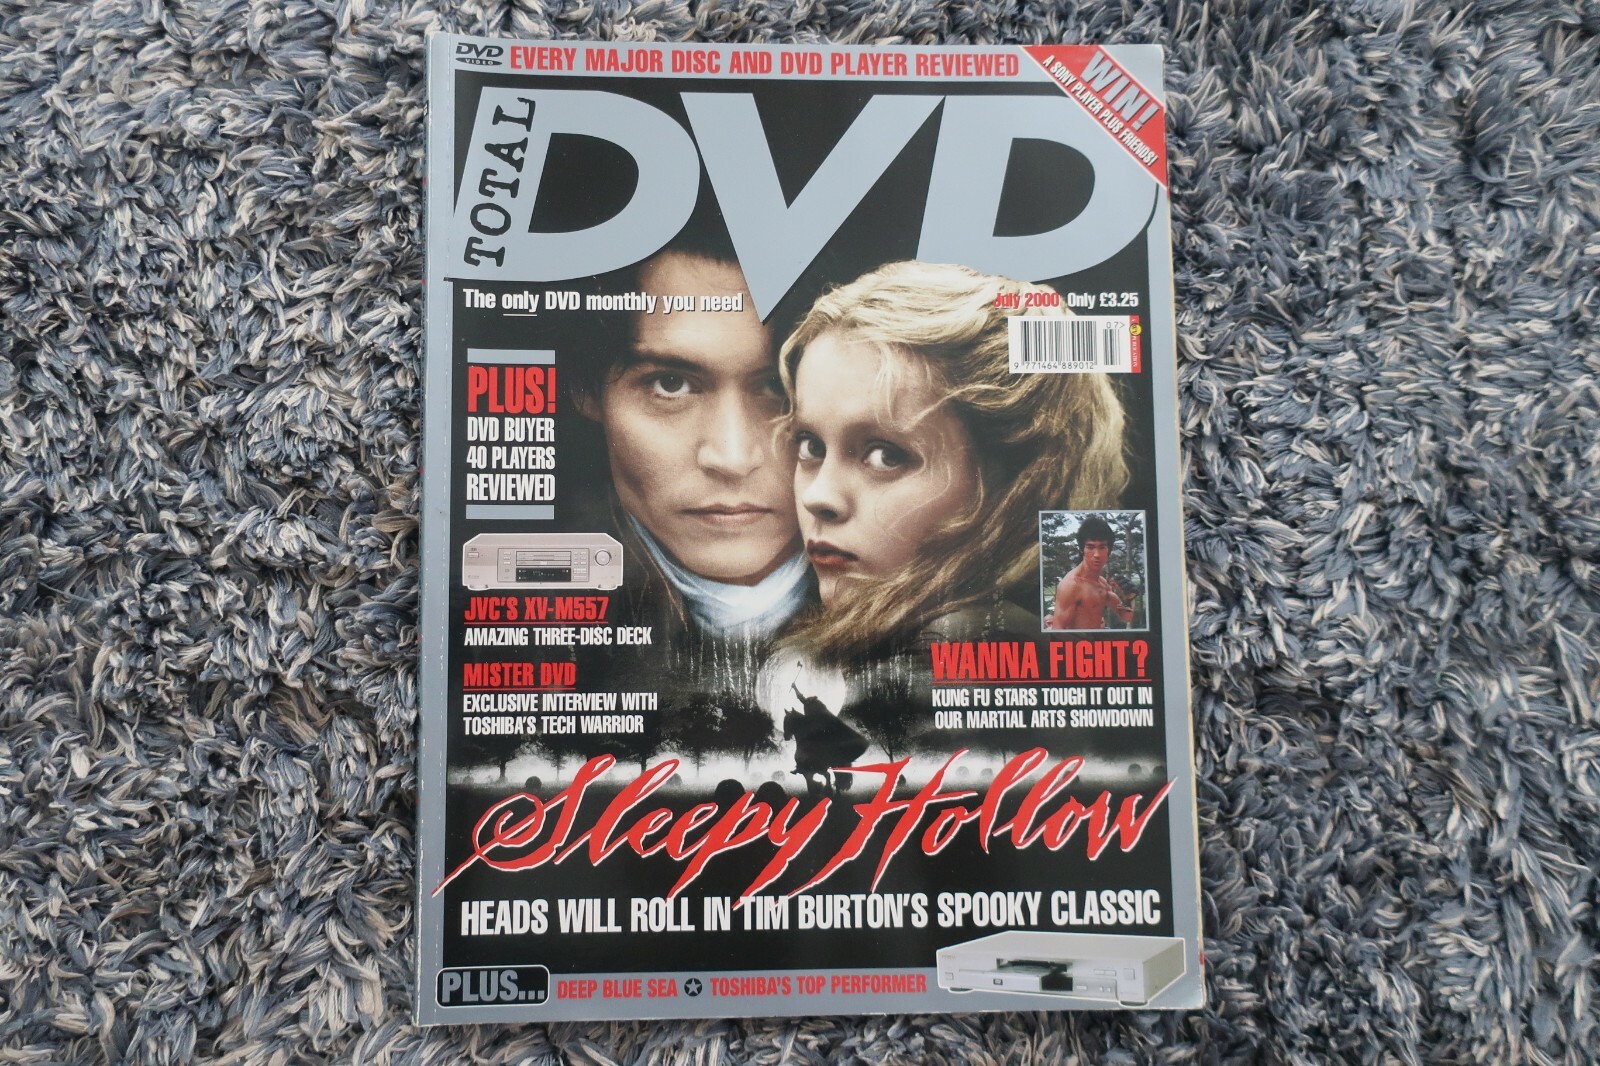 DVD
VIDEO
EVERY MAJOR DISC AND DVD PLAYER REVIEWED
WIN!
A SONY PLAYER PLUS FRIENDS!
TOTAL
DVD
The only DVD monthly you need
July 2000 Only £3.25
07>
9 771464 889012
PLUS!
DVD BUYER
40 PLAYERS
REVIEWED
JVC'S XV-M557
AMAZING THREE-DISC DECK
MISTER DVD
EXCLUSIVE INTERVIEW WITH
TOSHIBA'S TECH WARRIOR
WANNA FIGHT?
KUNG FU STARS TOUGH IT OUT IN
OUR MARTIAL ARTS SHOWDOWN
Sleepy Hollow
HEADS WILL ROLL IN TIM BURTON'S SPOOKY CLASSIC
PLUS... DEEP BLUE SEA ✪ TOSHIBA'S TOP PERFORMER